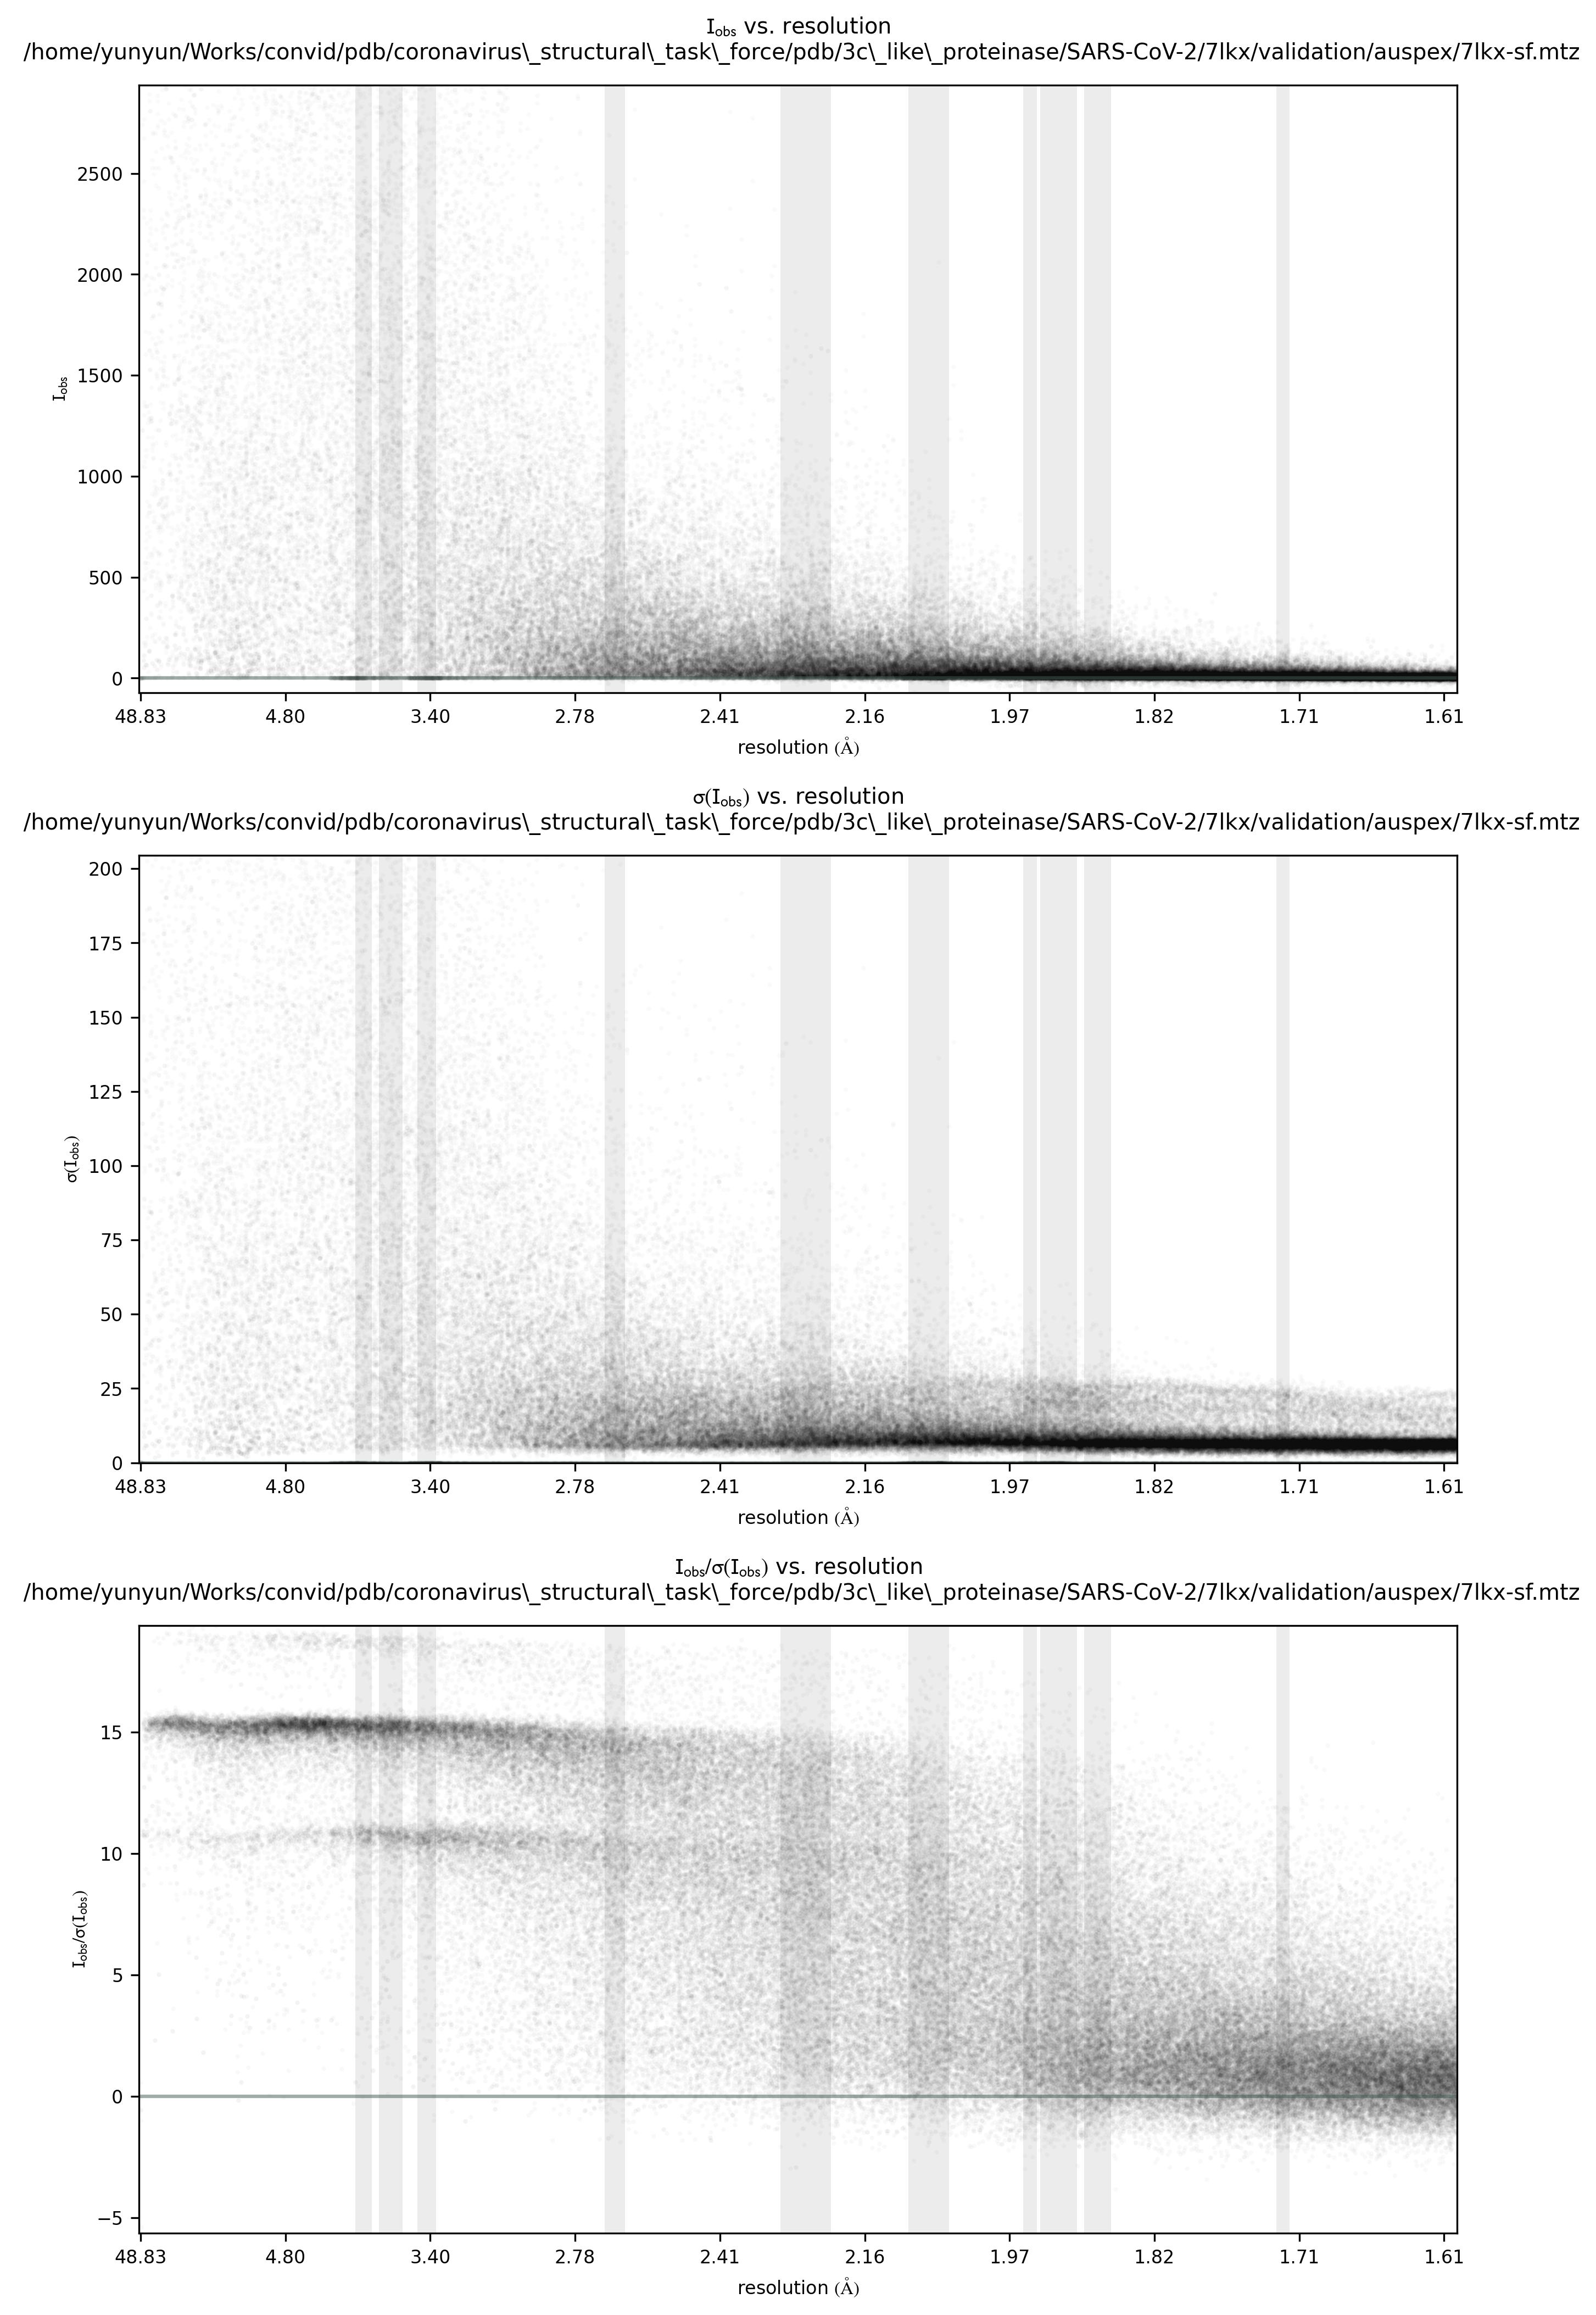 I_obs vs. resolution
/home/yunyun/Works/convid/pdb/coronavirus\_structural\_task\_force/pdb/3c\_like\_proteinase/SARS-CoV-2/7lkx/validation/auspex/7lkx-sf.mtz
2500
2000
1500
I_obs
1000
500
0
48.83 4.80 3.40 2.78 2.41 2.16 1.97 1.82 1.71 1.61
resolution (Å)
σ(I_obs) vs. resolution
/home/yunyun/Works/convid/pdb/coronavirus\_structural\_task\_force/pdb/3c\_like\_proteinase/SARS-CoV-2/7lkx/validation/auspex/7lkx-sf.mtz
200
175
150
125
σ(I_obs)
100
75
50
25
0
48.83 4.80 3.40 2.78 2.41 2.16 1.97 1.82 1.71 1.61
resolution (Å)
I_obs/σ(I_obs) vs. resolution
/home/yunyun/Works/convid/pdb/coronavirus\_structural\_task\_force/pdb/3c\_like\_proteinase/SARS-CoV-2/7lkx/validation/auspex/7lkx-sf.mtz
15
10
I_obs/σ(I_obs)
5
0
−5
48.83 4.80 3.40 2.78 2.41 2.16 1.97 1.82 1.71 1.61
resolution (Å)